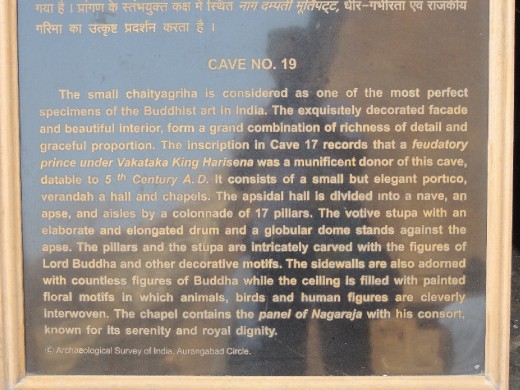 गया है । प्रांगण के स्तंभयुक्त कक्ष में स्थित नाग दम्पती मूर्तिपट्ट, धीर-गंभीरता एवं राजकीय
गरिमा का उत्कृष्ट प्रदर्शन करता है ।
CAVE NO. 19
The small chaityagriha is considered as one of the most perfect
specimens of the Buddhist art in India. The exquisitely decorated facade
and beautiful interior, form a grand combination of richness of detail and
graceful proportion. The inscription in Cave 17 records that a feudatory
prince under Vakataka King Harisena was a munificent donor of this cave,
datable to 5 th Century A.D. It consists of a small but elegant portico,
verandah a hall and chapels. The apsidal hall is divided into a nave, an
apse, and aisles by a colonnade of 17 pillars. The votive stupa with an
elaborate and elongated drum and a globular dome stands against the
apse. The pillars and the stupa are intricately carved with the figures of
Lord Buddha and other decorative motifs. The sidewalls are also adorned
with countless figures of Buddha while the ceiling is filled with painted
floral motifs in which animals, birds and human figures are cleverly
interwoven. The chapel contains the panel of Nagaraja with his consort,
known for its serenity and royal dignity.
© Archaeological Survey of India, Aurangabad Circle.